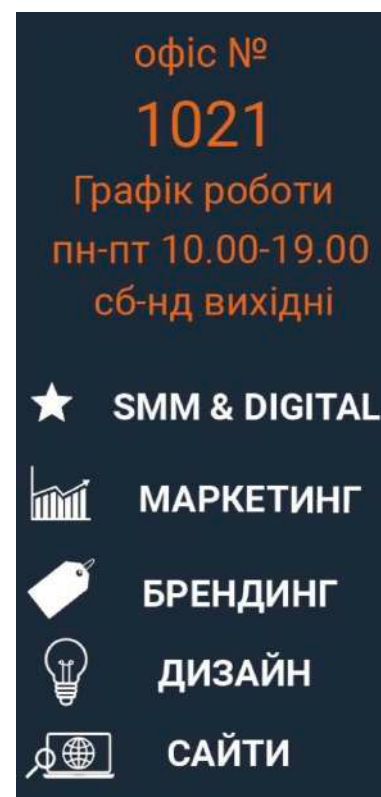 офіс №
1021
Графік роботи
пн-пт 10.00-19.00
сб-нд вихідні
SMM & DIGITAL
МАРКЕТИНГ
БРЕНДИНГ
ДИЗАЙН
САЙТИ